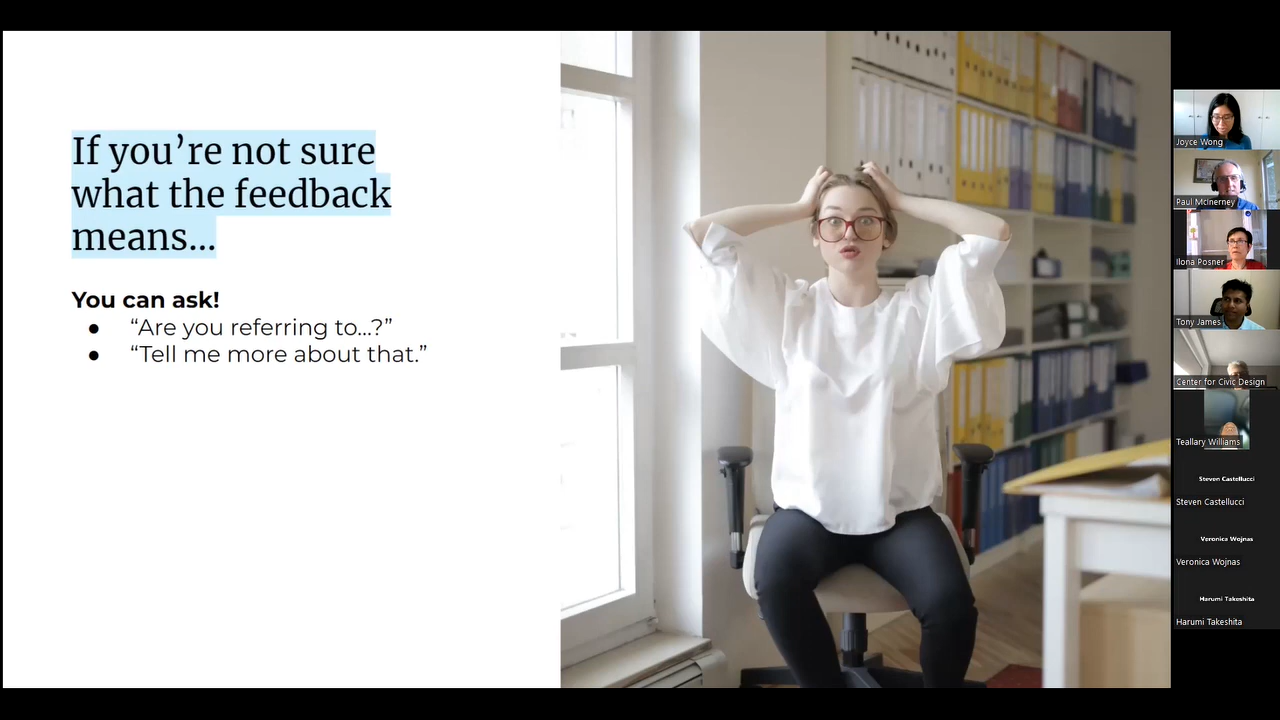 If you’re not sure
what the feedback
means...
You can ask!
● “Are you referring to...?”
● “Tell me more about that.”
Joyce Wong
Paul McInerney
Ilona Posner
Tony James
Center for Civic Design
Teallary Williams
Steven Castellucci
Steven Castellucci
Veronica Wojnas
Veronica Wojnas
Harumi Takeshita
Harumi Takeshita